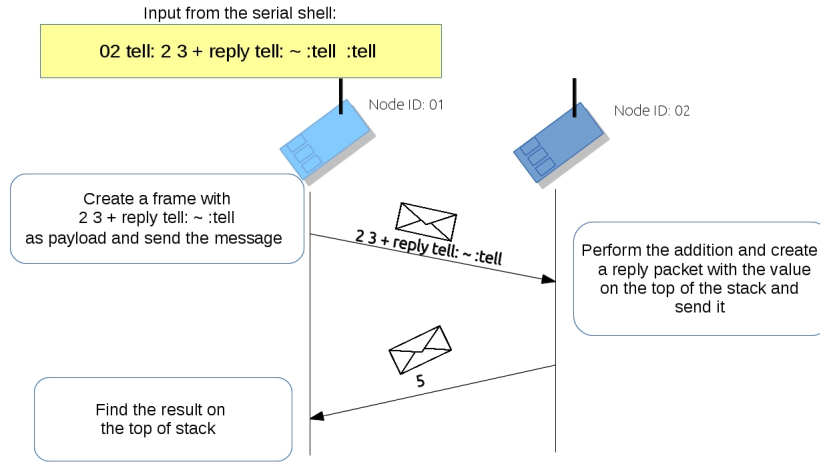 Input from the serial shell:
02 tell: 2 3 + reply tell: ~ :tell  :tell
Node ID: 01
Node ID: 02
Create a frame with
2 3 + reply tell: ~ :tell
as payload and send the message
2 3 + reply tell: ~ :tell
Perform the addition and create
a reply packet with the value
on the top of the stack and
send it
5
Find the result on
the top of stack